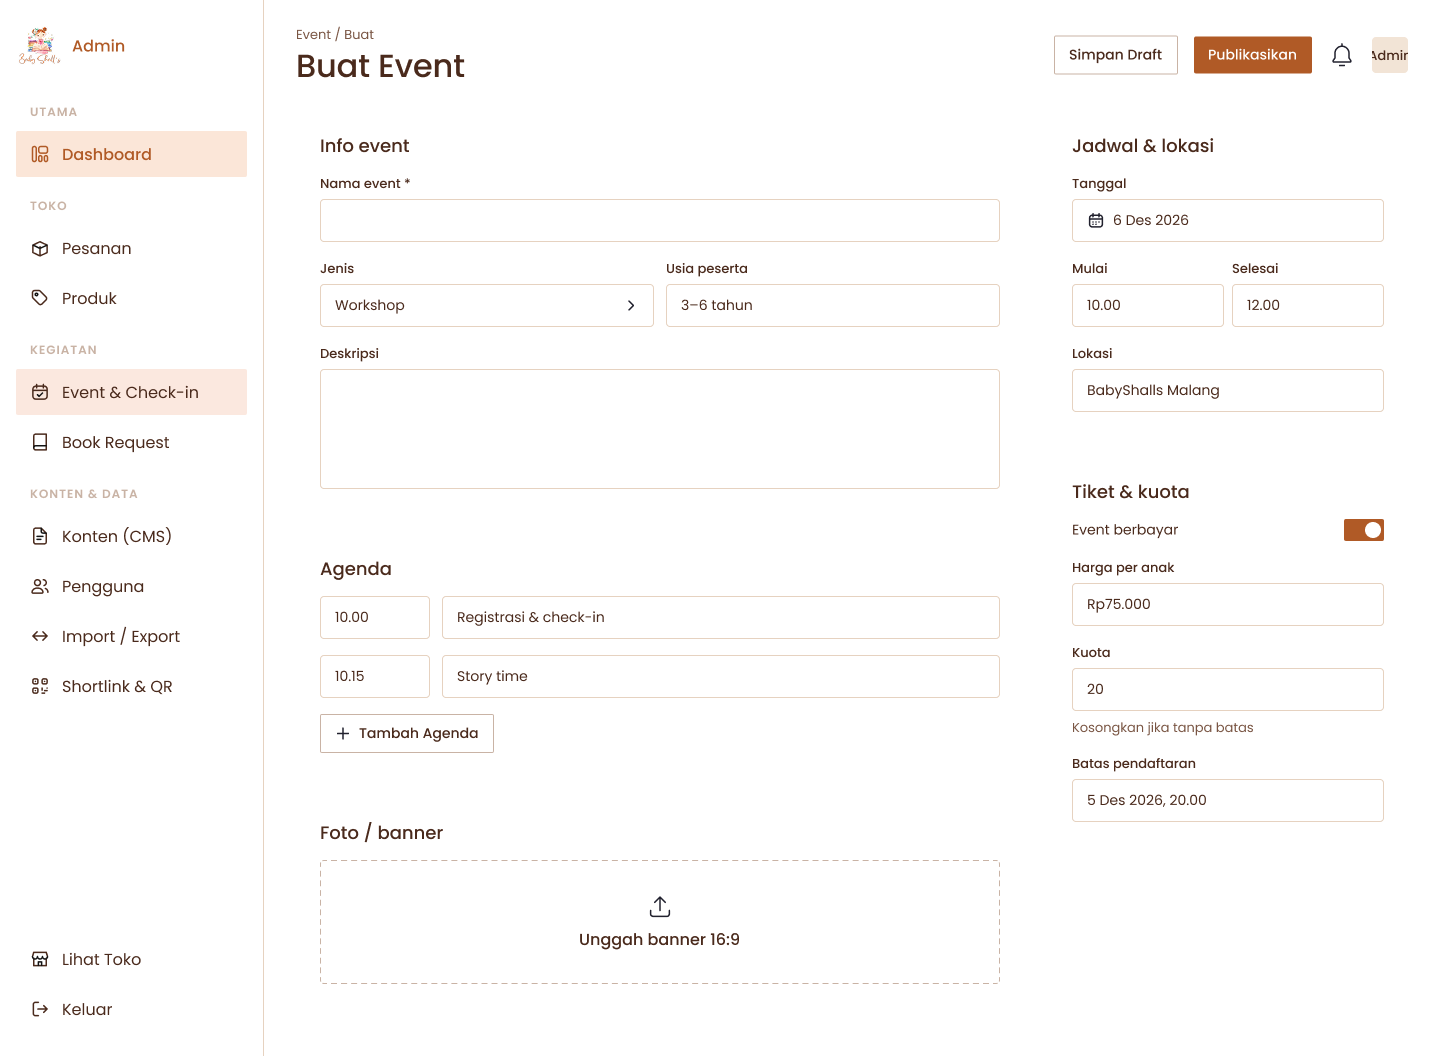 Baby Shall's
Admin
UTAMA
Dashboard
TOKO
Pesanan
Produk
KEGIATAN
Event & Check-in
Book Request
KONTEN & DATA
Konten (CMS)
Pengguna
Import / Export
Shortlink & QR
Lihat Toko
Keluar
Event / Buat
Buat Event
Simpan Draft
Publikasikan
Admin
Info event
Nama event *
Jenis
Usia peserta
Workshop
3–6 tahun
Deskripsi
Agenda
10.00
Registrasi & check-in
10.15
Story time
Tambah Agenda
Foto / banner
Unggah banner 16:9
Jadwal & lokasi
Tanggal
6 Des 2026
Mulai
Selesai
10.00
12.00
Lokasi
BabyShalls Malang
Tiket & kuota
Event berbayar
Harga per anak
Rp75.000
Kuota
20
Kosongkan jika tanpa batas
Batas pendaftaran
5 Des 2026, 20.00